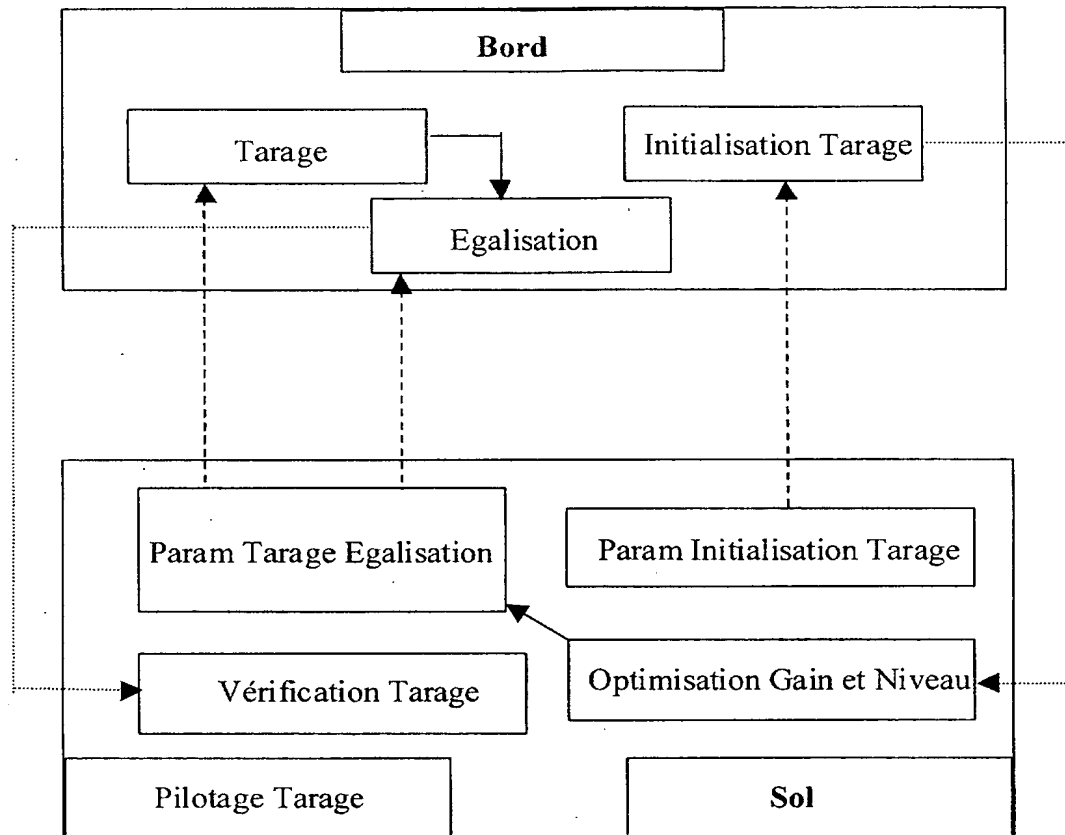 Bord
Tarage
Initialisation Tarage
Egalisation
Param Tarage Egalisation
Param Initialisation Tarage
Vérification Tarage
Optimisation Gain et Niveau
Pilotage Tarage
Sol